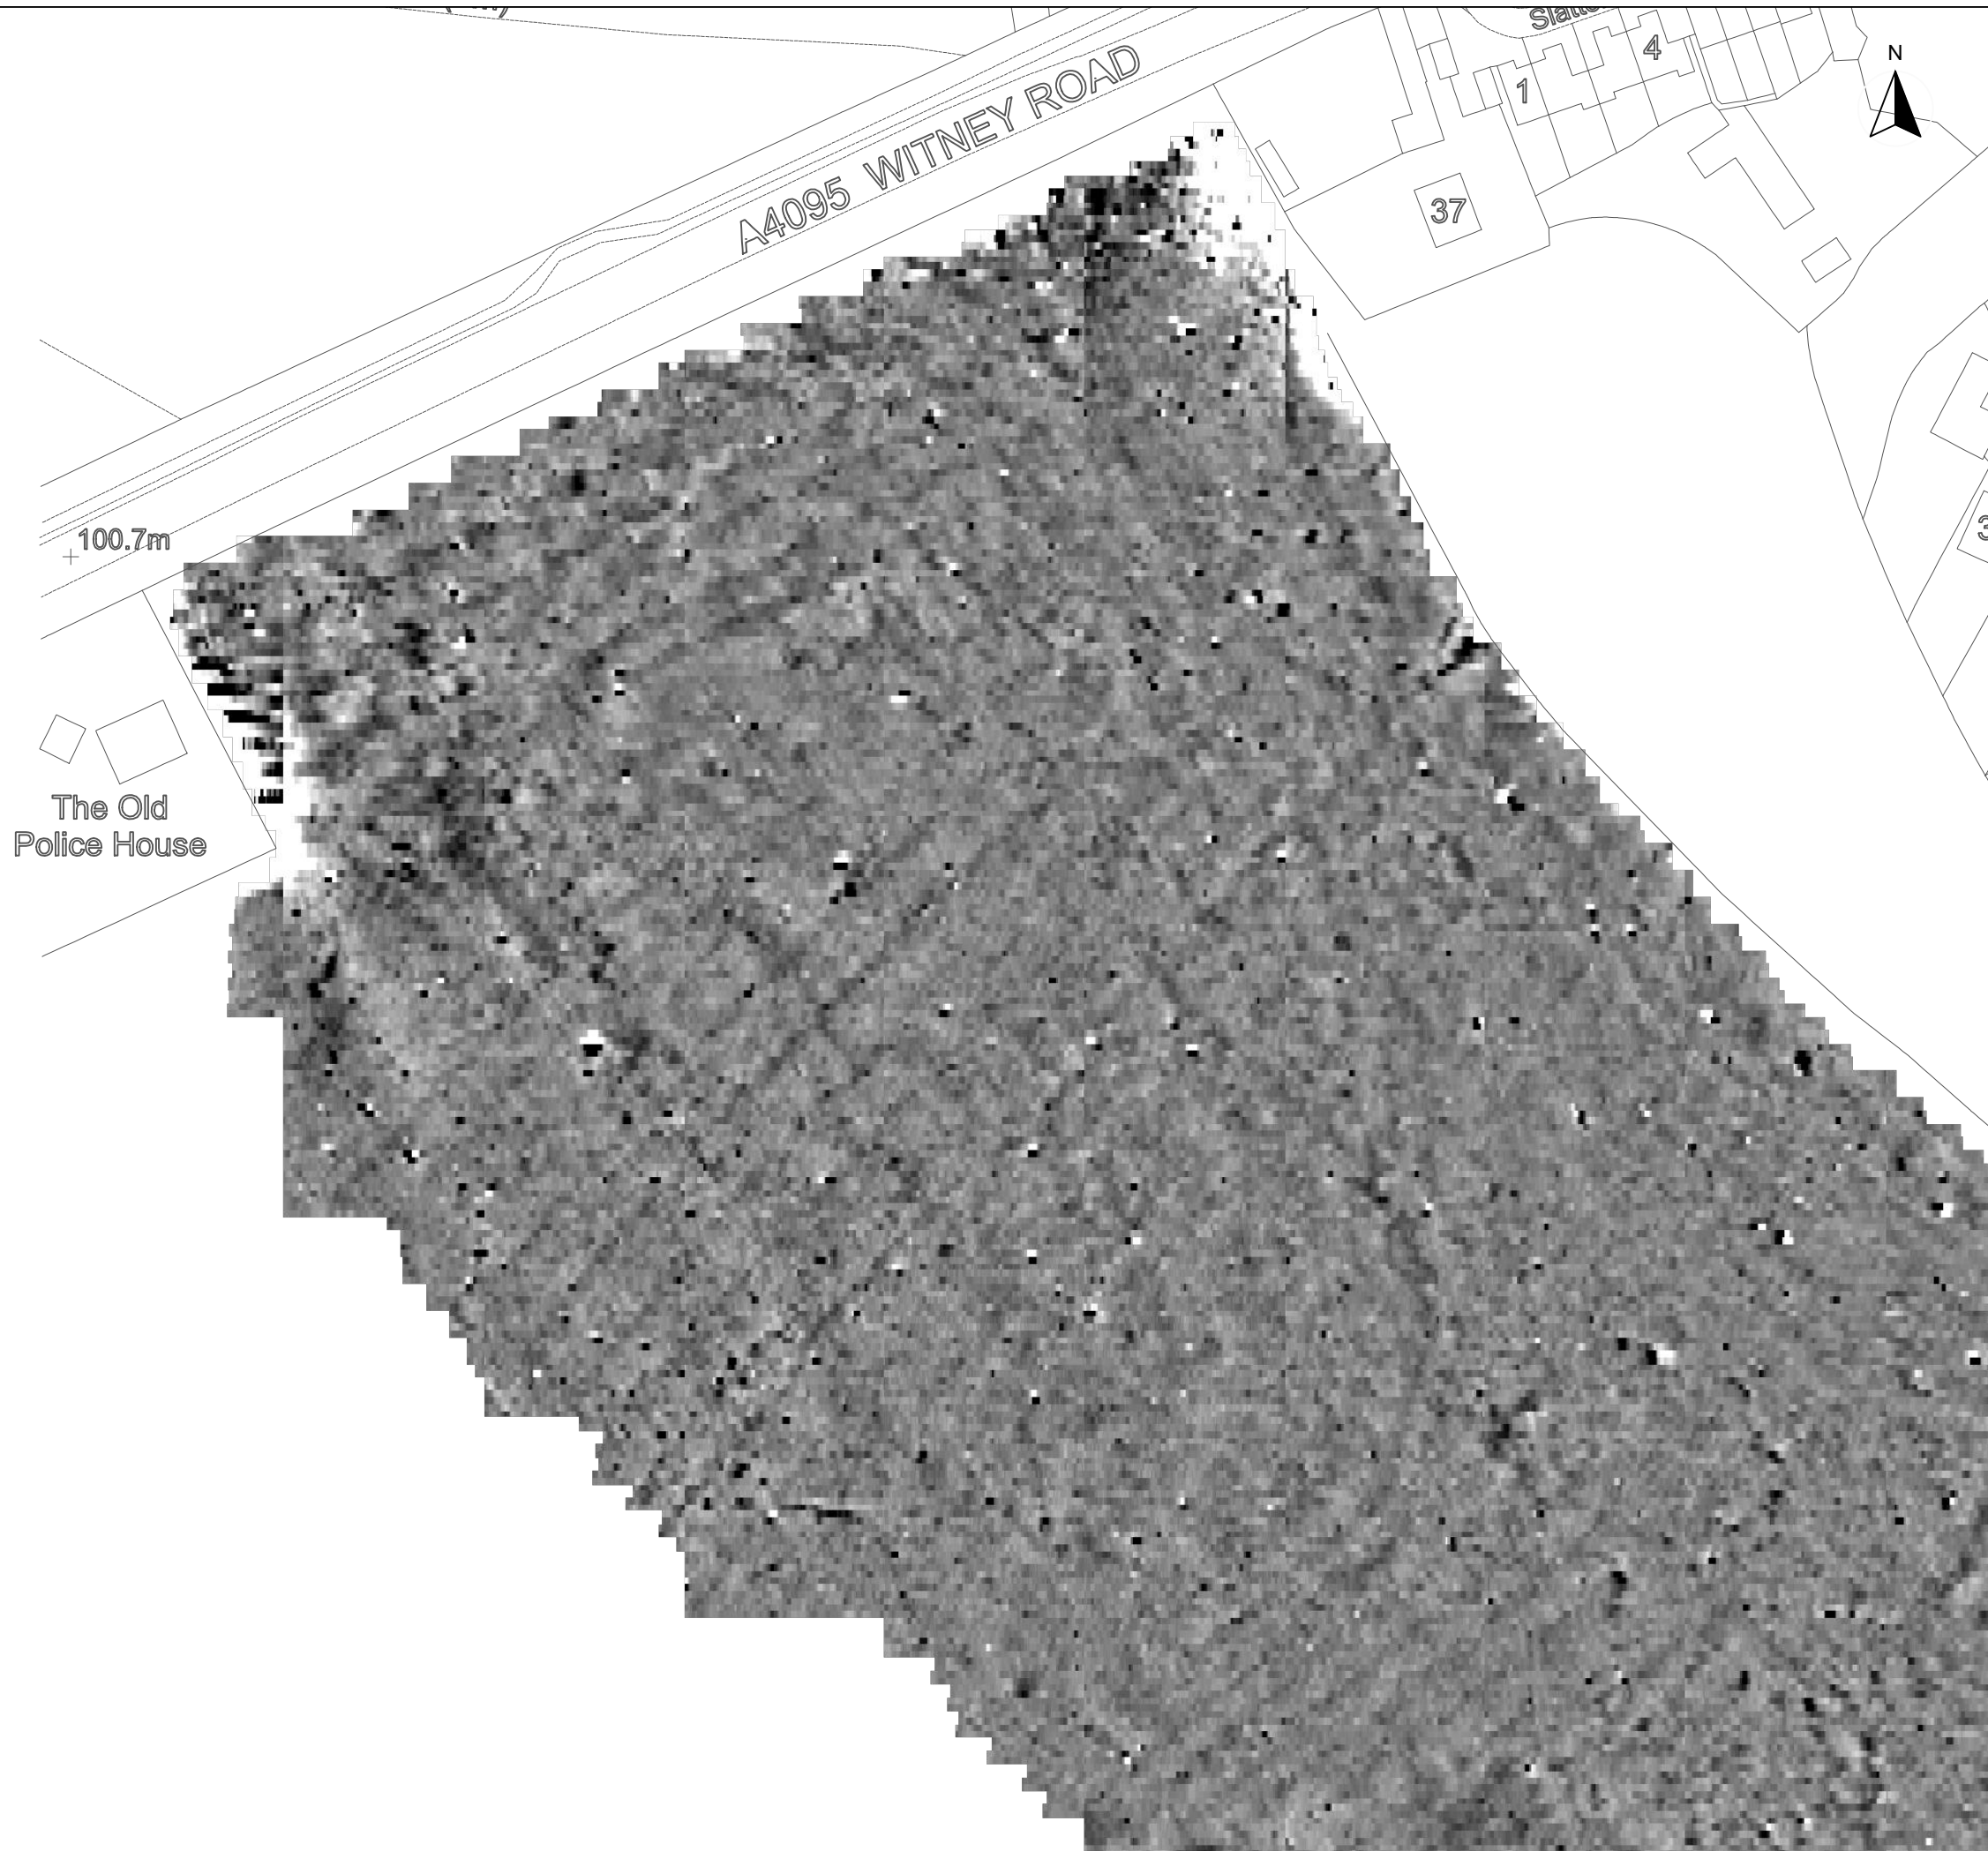 4
N
A4095 WITNEY ROAD
1
37
100.7m
The Old
Police House